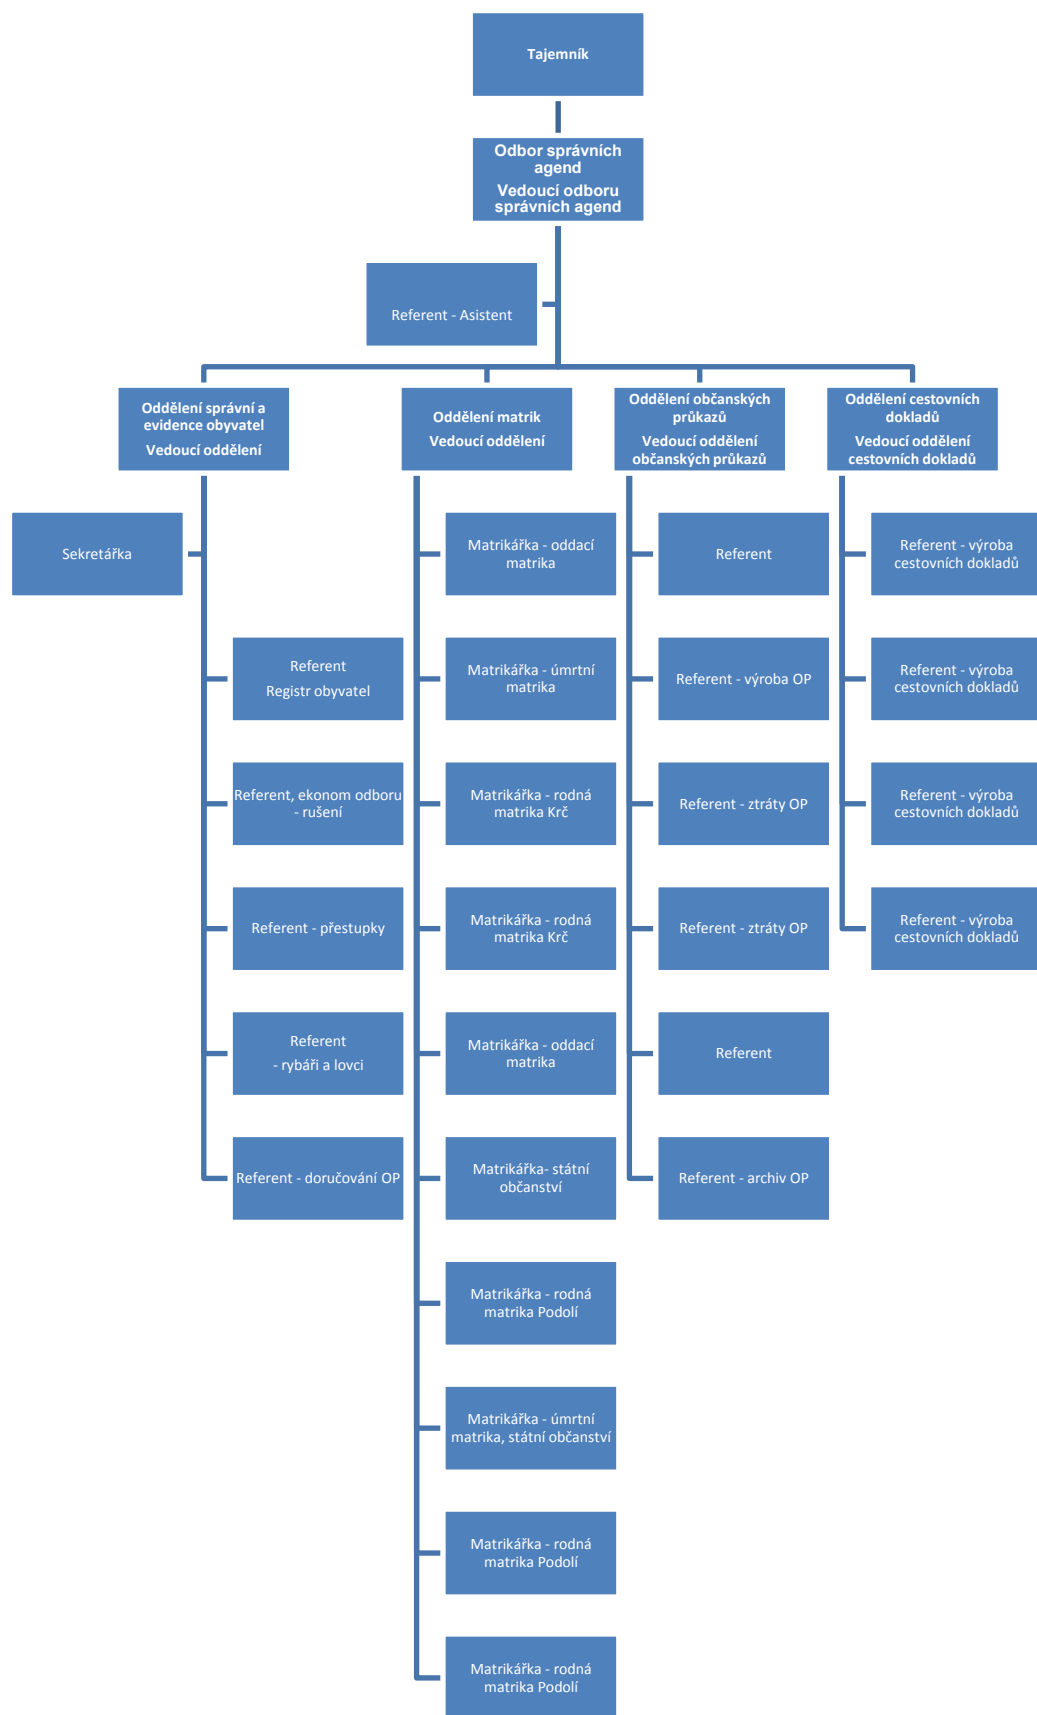 Tajemník
Odbor správních
agend
Vedoucí odboru
správních agend
Referent - Asistent
Oddělení správní a
evidence obyvatel
Vedoucí oddělení
Oddělení matrik
Vedoucí oddělení
Oddělení občanských
průkazů
Vedoucí oddělení
občanských průkazů
Oddělení cestovních
dokladů
Vedoucí oddělení
cestovních dokladů
Sekretářka
Matrikářka - oddací
matrika
Referent
Referent - výroba
cestovních dokladů
Referent
Registr obyvatel
Matrikářka - úmrtní
matrika
Referent - výroba OP
Referent - výroba
cestovních dokladů
Referent, ekonom odboru
- rušení
Matrikářka - rodná
matrika Krč
Referent - ztráty OP
Referent - výroba
cestovních dokladů
Referent - přestupky
Matrikářka - rodná
matrika Krč
Referent - ztráty OP
Referent - výroba
cestovních dokladů
Referent
- rybáři a lovci
Matrikářka - oddací
matrika
Referent
Referent - doručování OP
Matrikářka- státní
občanství
Referent - archiv OP
Matrikářka - rodná
matrika Podolí
Matrikářka - úmrtní
matrika, státní občanství
Matrikářka - rodná
matrika Podolí
Matrikářka - rodná
matrika Podolí